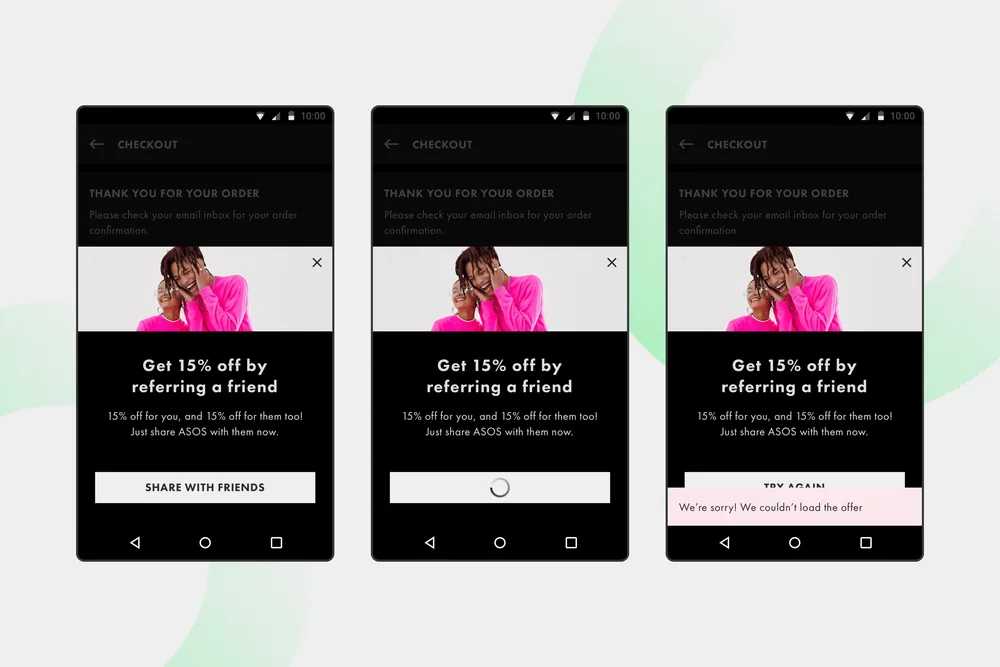 10:00
CHECKOUT
THANK YOU FOR YOUR ORDER
Please check your email inbox for your order
confirmation.
Get 15% off by
referring a friend
15% off for you, and 15% off for them too!
Just share ASOS with them now.
SHARE WITH FRIENDS
10:00
CHECKOUT
THANK YOU FOR YOUR ORDER
Please check your email inbox for your order
confirmation.
Get 15% off by
referring a friend
15% off for you, and 15% off for them too!
Just share ASOS with them now.
10:00
CHECKOUT
THANK YOU FOR YOUR ORDER
Please check your email inbox for your order
confirmation.
Get 15% off by
referring a friend
15% off for you, and 15% off for them too!
Just share ASOS with them now.
TRY AGAIN
We’re sorry! We couldn’t load the offer